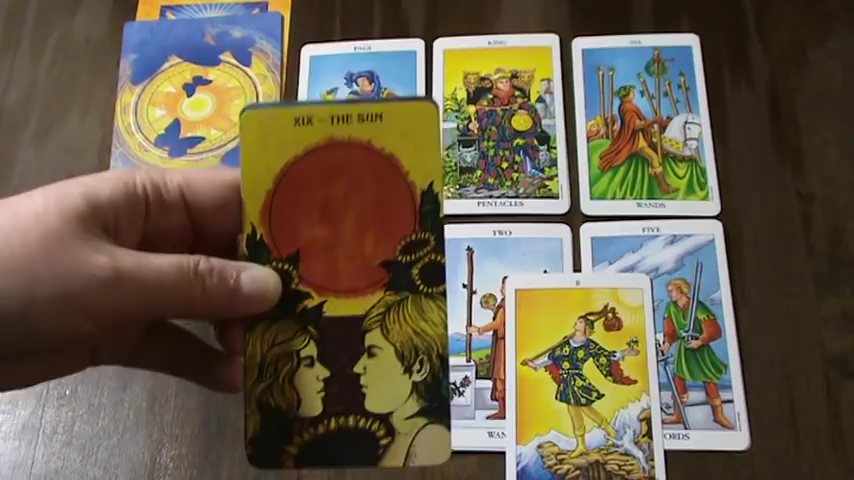 PAGE
KING
SIX
XIX - THE SUN
PENTACLES
WANDS
TWO
FIVE
0
WAN
ORDS